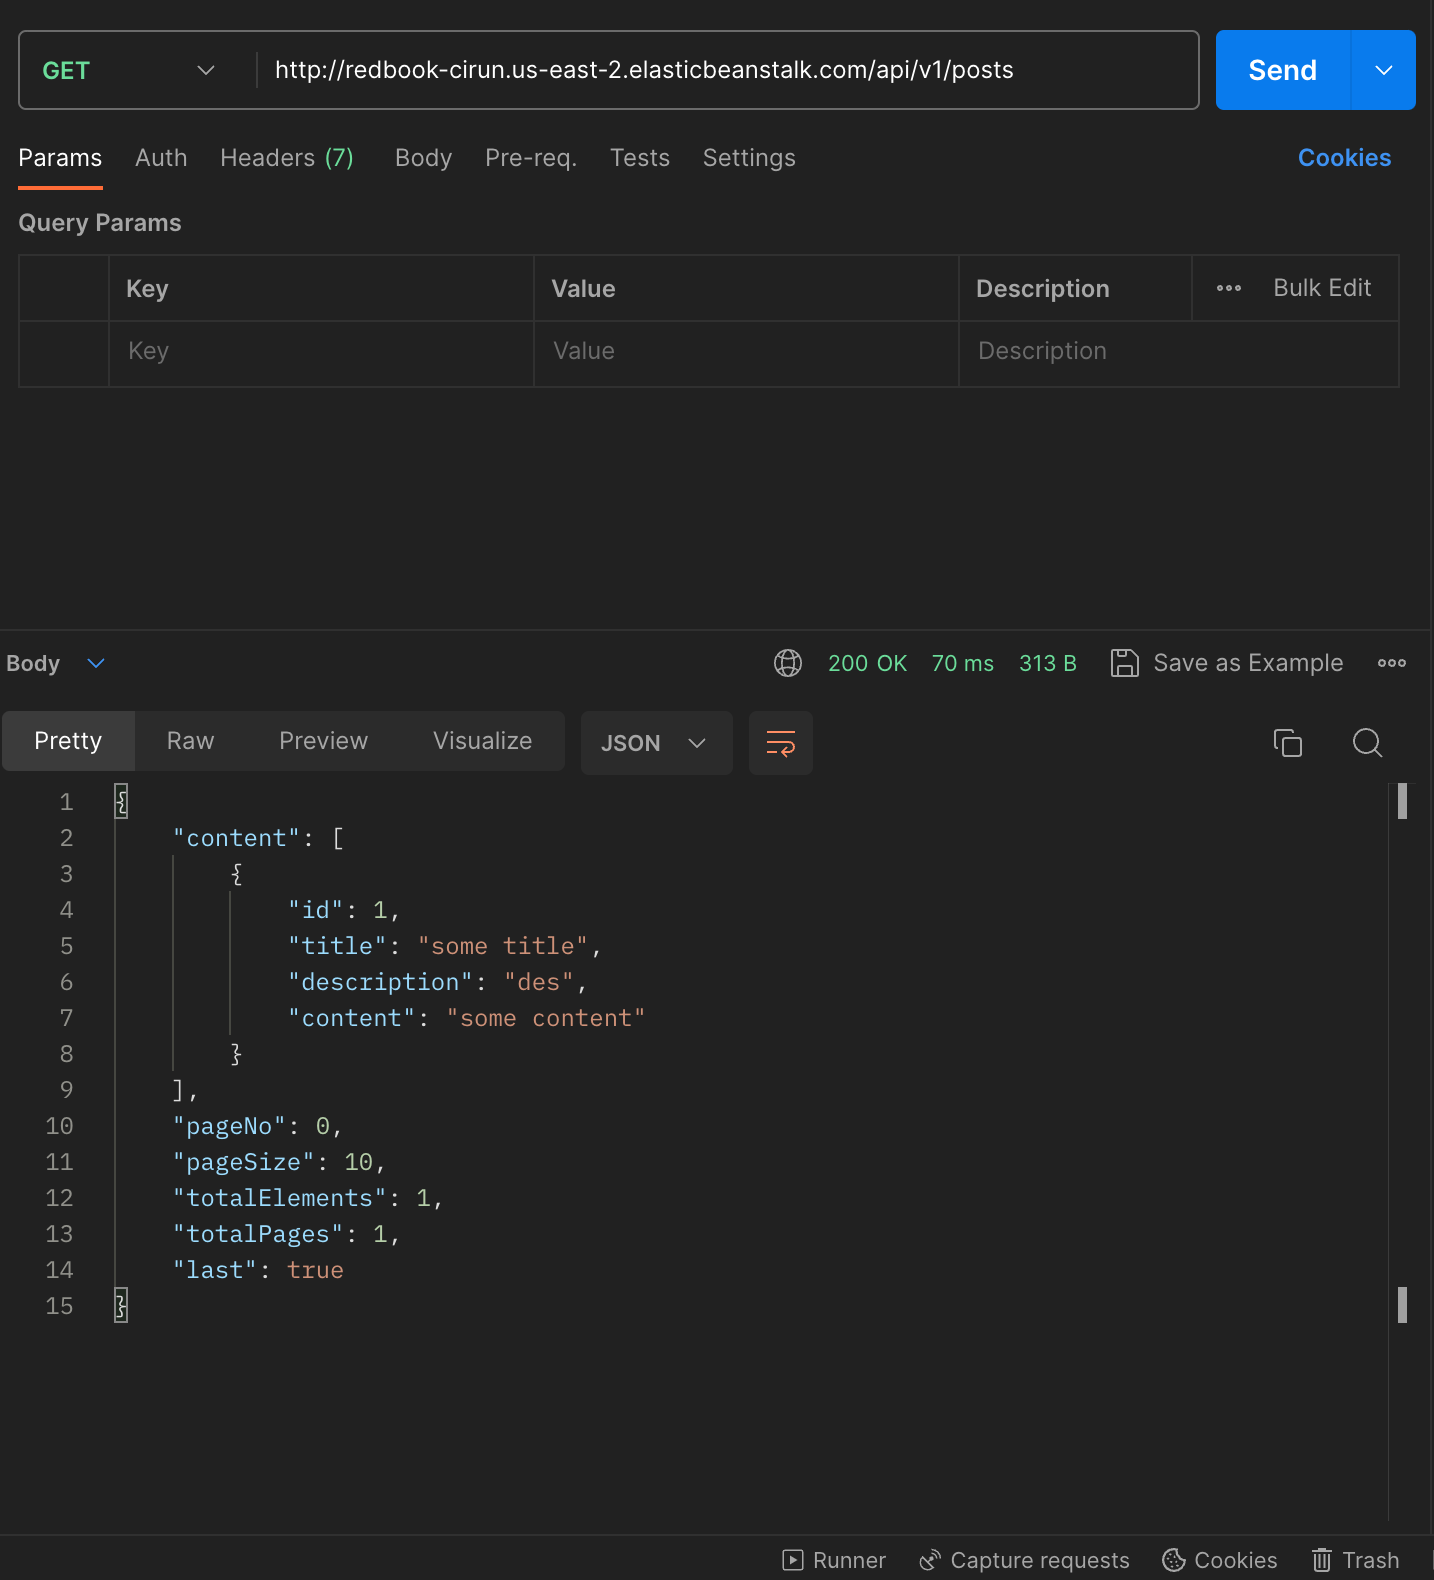 GET http://redbook-cirun.us-east-2.elasticbeanstalk.com/api/v1/posts Send
Params Auth Headers (7) Body Pre-req. Tests Settings Cookies
Query Params
Key Value Description Bulk Edit
Key Value Description
Body 200 OK 70 ms 313 B Save as Example
Pretty Raw Preview Visualize JSON
1 {
2 "content": [
3 {
4 "id": 1,
5 "title": "some title",
6 "description": "des",
7 "content": "some content"
8 }
9 ],
10 "pageNo": 0,
11 "pageSize": 10,
12 "totalElements": 1,
13 "totalPages": 1,
14 "last": true
15 }
Runner Capture requests Cookies Trash